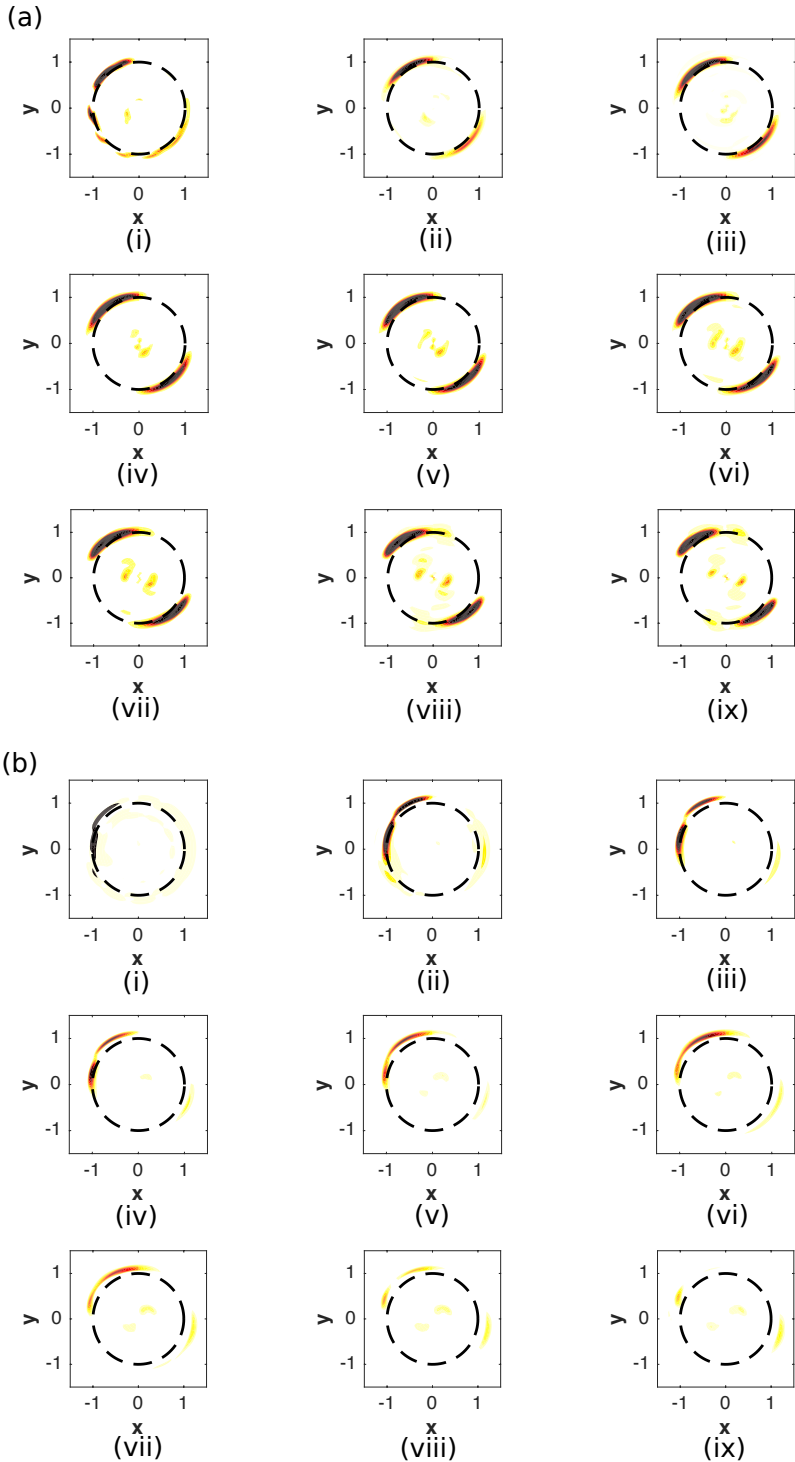 (a)
1 1 1
y 0 y 0 y 0
-1 -1 -1
-1 0 1 -1 0 1 -1 0 1
x x x
(i) (ii) (iii)
1 1 1
y 0 y 0 y 0
-1 -1 -1
-1 0 1 -1 0 1 -1 0 1
x x x
(iv) (v) (vi)
1 1 1
y 0 y 0 y 0
-1 -1 -1
-1 0 1 -1 0 1 -1 0 1
x x x
(vii) (viii) (ix)
(b)
1 1 1
y 0 y 0 y 0
-1 -1 -1
-1 0 1 -1 0 1 -1 0 1
x x x
(i) (ii) (iii)
1 1 1
y 0 y 0 y 0
-1 -1 -1
-1 0 1 -1 0 1 -1 0 1
x x x
(iv) (v) (vi)
1 1 1
y 0 y 0 y 0
-1 -1 -1
-1 0 1 -1 0 1 -1 0 1
x x x
(vii) (viii) (ix)